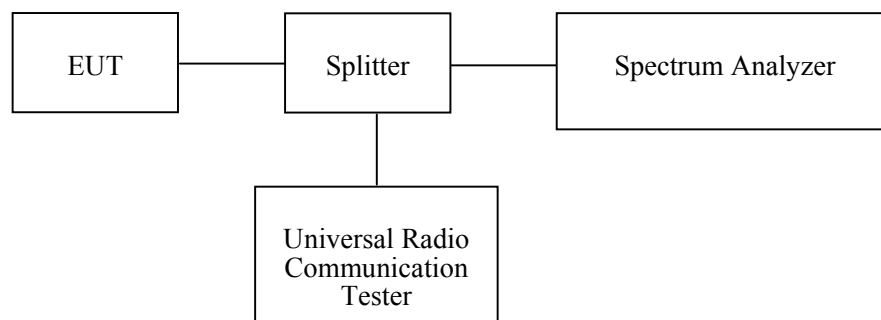 EUT
Splitter
Spectrum Analyzer
Universal Radio
Communication
Tester